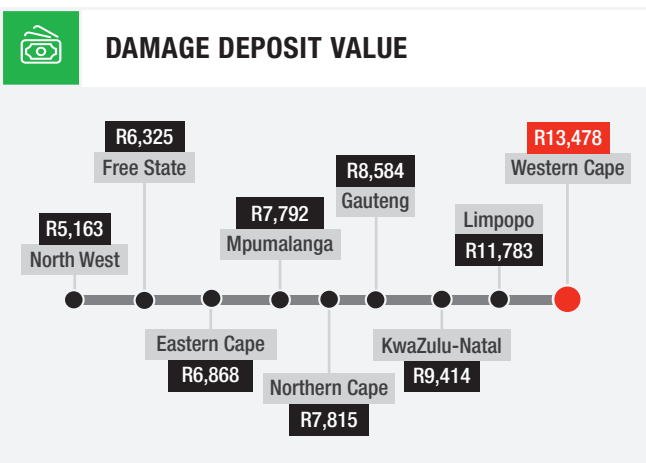 DAMAGE DEPOSIT VALUE
R5,163
North West
R6,325
Free State
Eastern Cape
R6,868
R7,792
Mpumalanga
Northern Cape
R7,815
R8,584
Gauteng
KwaZulu-Natal
R9,414
Limpopo
R11,783
R13,478
Western Cape